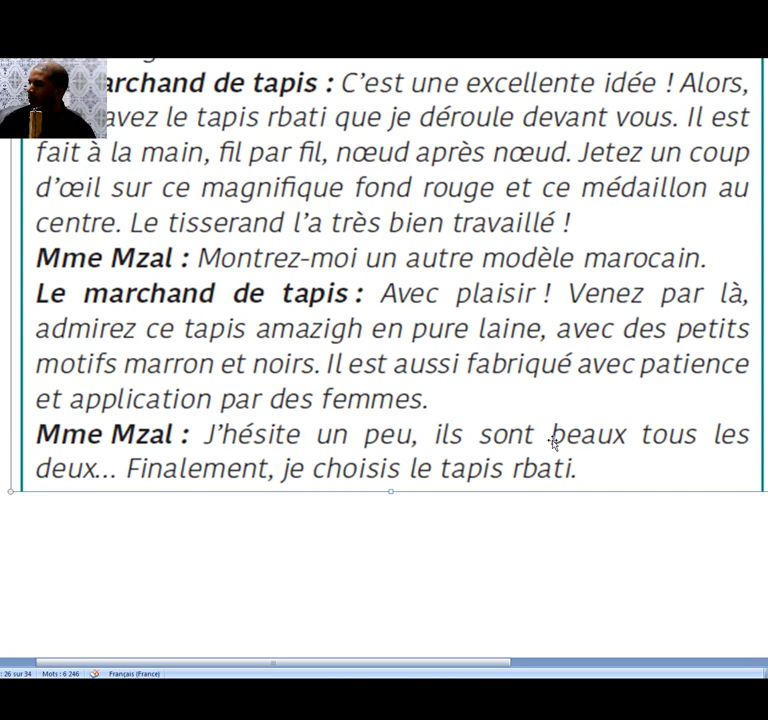 archand de tapis : C'est une excellente idée ! Alors,
avez le tapis rbati que je déroule devant vous. Il est
fait à la main, fil par fil, nœud après nœud. Jetez un coup
d'œil sur ce magnifique fond rouge et ce médaillon au
centre. Le tisserand l'a très bien travaillé !
Mme Mzal : Montrez-moi un autre modèle marocain.
Le marchand de tapis : Avec plaisir ! Venez par là,
admirez ce tapis amazigh en pure laine, avec des petits
motifs marron et noirs. Il est aussi fabriqué avec patience
et application par des femmes.
Mme Mzal : J'hésite un peu, ils sont beaux tous les
deux... Finalement, je choisis le tapis rbati.
: 26 sur 34 Mots : 6 246 Français (France)